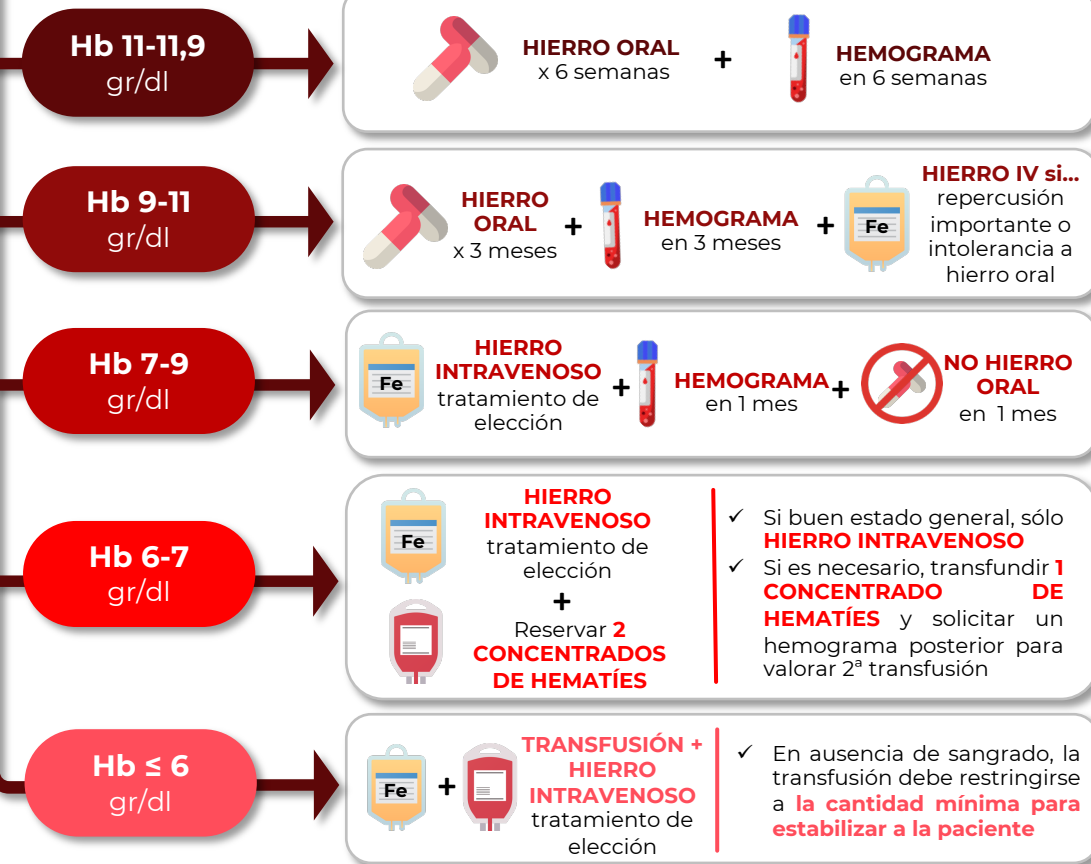 Hb 11-11,9
gr/dl
HIERRO ORAL
x 6 semanas
+
HEMOGRAMA
en 6 semanas
Hb 9-11
gr/dl
HIERRO
ORAL
x 3 meses
+
HEMOGRAMA
en 3 meses
+
Fe
HIERRO IV si...
repercusión
importante o
intolerancia a
hierro oral
Hb 7-9
gr/dl
Fe
HIERRO
INTRAVENOSO
tratamiento de
elección
+
HEMOGRAMA
en 1 mes
+
NO HIERRO
ORAL
en 1 mes
Hb 6-7
gr/dl
Fe
HIERRO
INTRAVENOSO
tratamiento de
elección
+
Reservar 2
CONCENTRADOS
DE HEMATÍES
✓ Si buen estado general, sólo
HIERRO INTRAVENOSO
✓ Si es necesario, transfundir 1
CONCENTRADO DE
HEMATÍES y solicitar un
hemograma posterior para
valorar 2ª transfusión
Hb ≤ 6
gr/dl
Fe
+
TRANSFUSIÓN +
HIERRO
INTRAVENOSO
tratamiento de
elección
✓ En ausencia de sangrado, la
transfusión debe restringirse
a la cantidad mínima para
estabilizar a la paciente